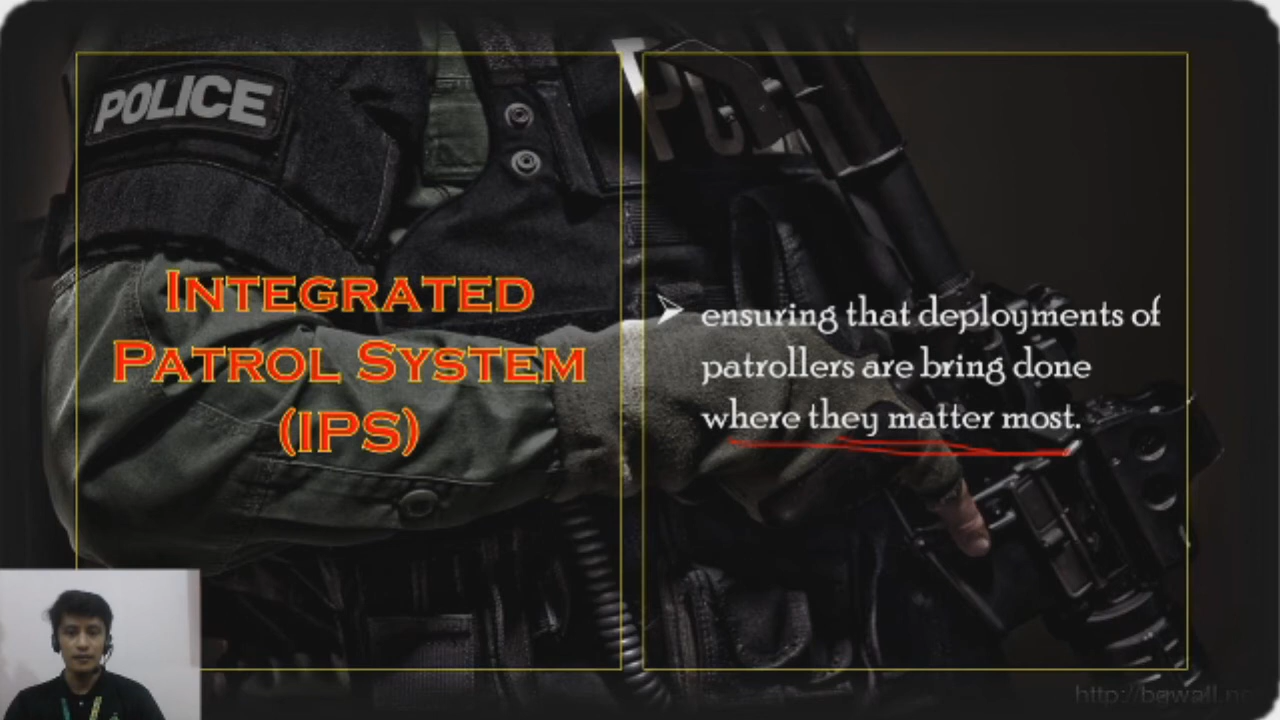 POLICE
INTEGRATED
PATROL SYSTEM
(IPS)
ensuring that deployments of
patrollers are bring done
where they matter most.